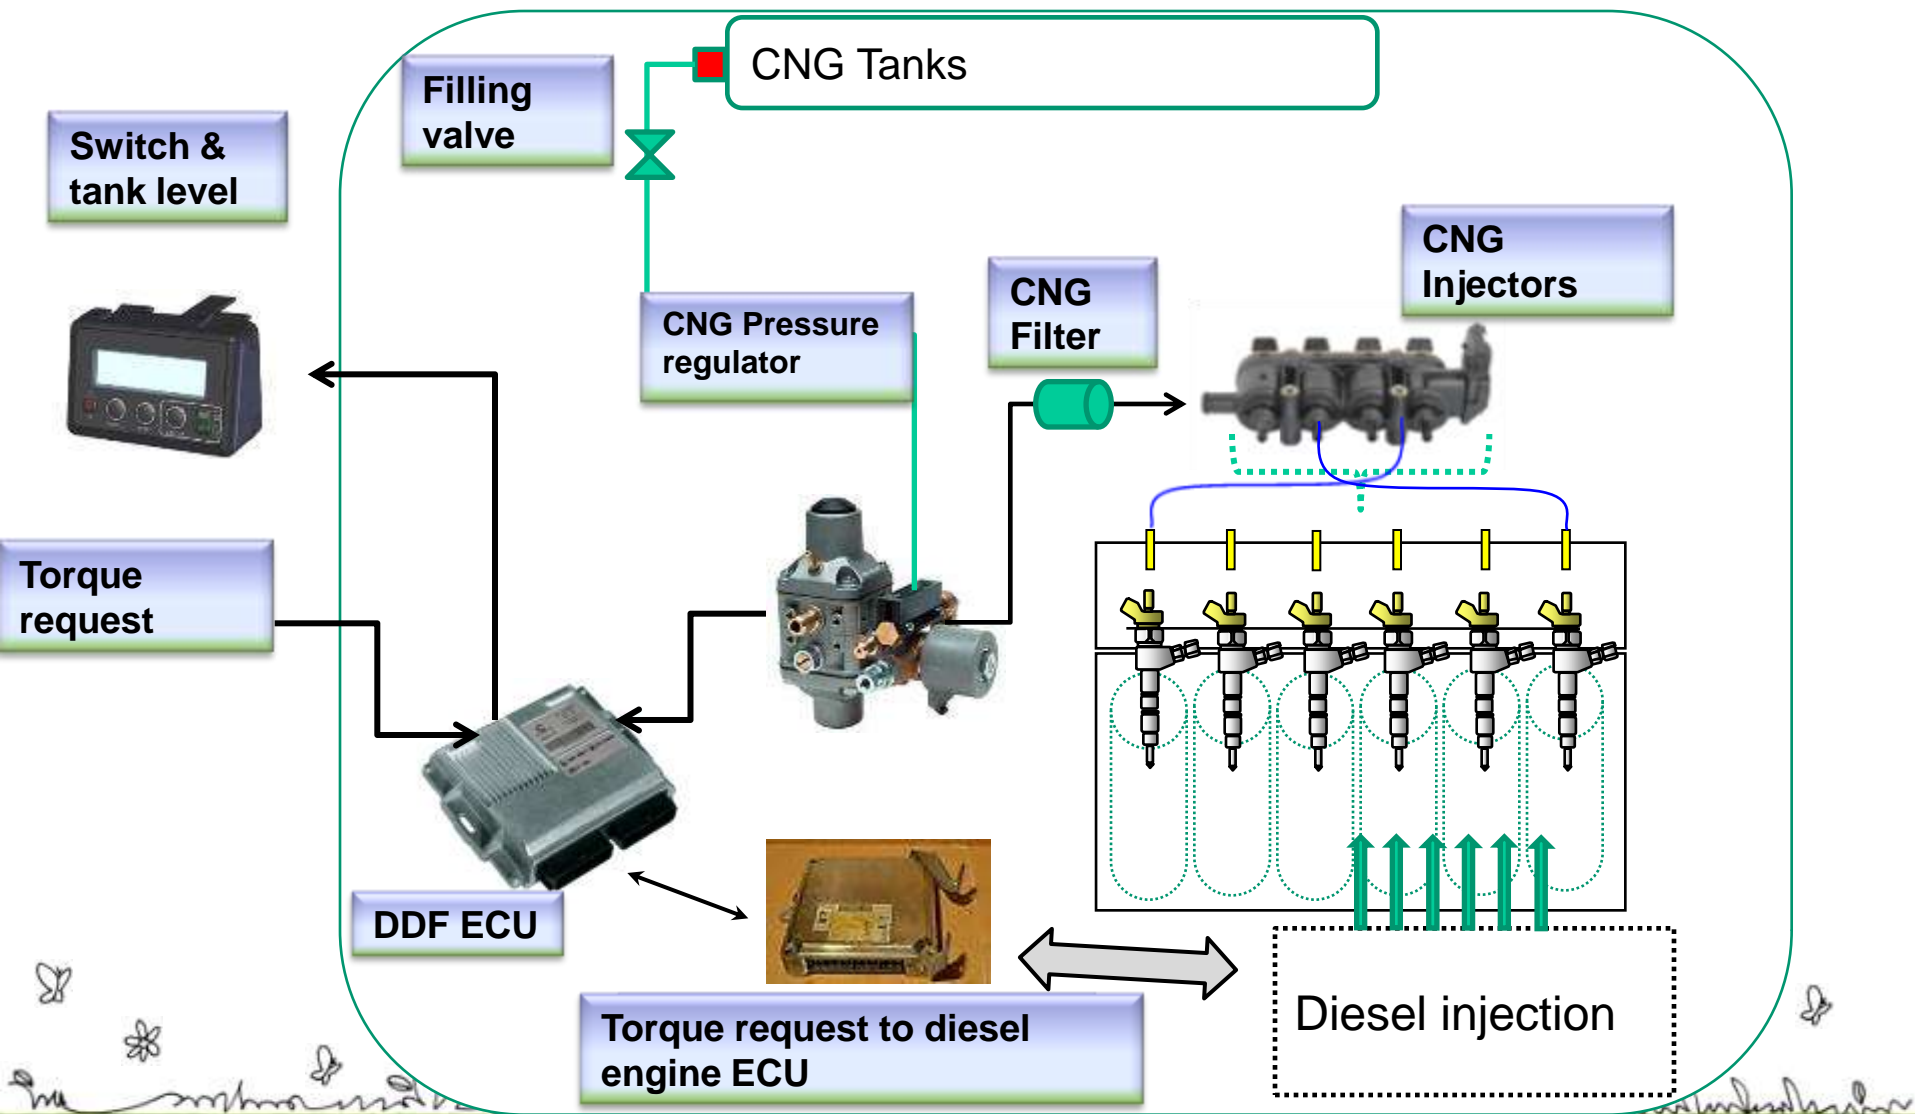 CNG Tanks
Filling
valve
Switch &
tank level
CNG
Injectors
CNG
Filter
CNG Pressure
regulator
Torque
request
DDF ECU
Diesel injection
Torque request to diesel
engine ECU